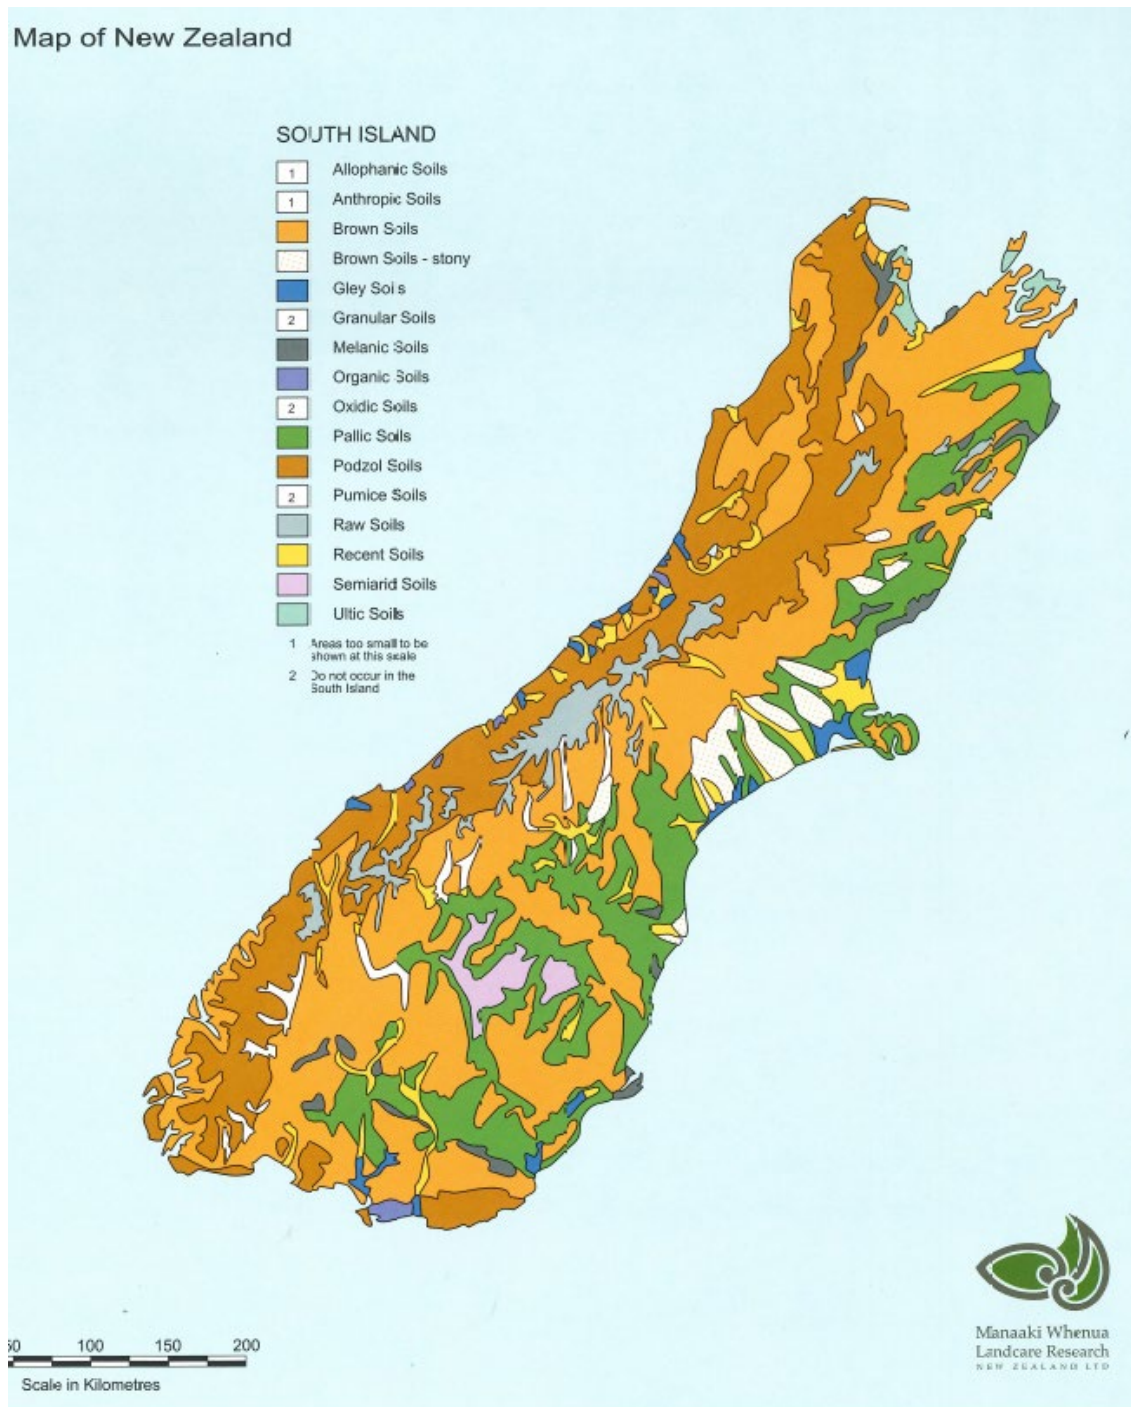 Map of New Zealand
SOUTH ISLAND
1 Allophanic Soils
1 Anthropic Soils
Brown Soils
Brown Soils - stony
Gley Soils
2 Granular Soils
Melanic Soils
Organic Soils
2 Oxidic Soils
Pallic Soils
Podzol Soils
2 Pumice Soils
Raw Soils
Recent Soils
Semiarid Soils
Ultic Soils
1 Areas too small to be
shown at this scale
2 Do not occur in the
South Island
50 100 150 200
Scale in Kilometres
Manaaki Whenua
Landcare Research
NEW ZEALAND LTD